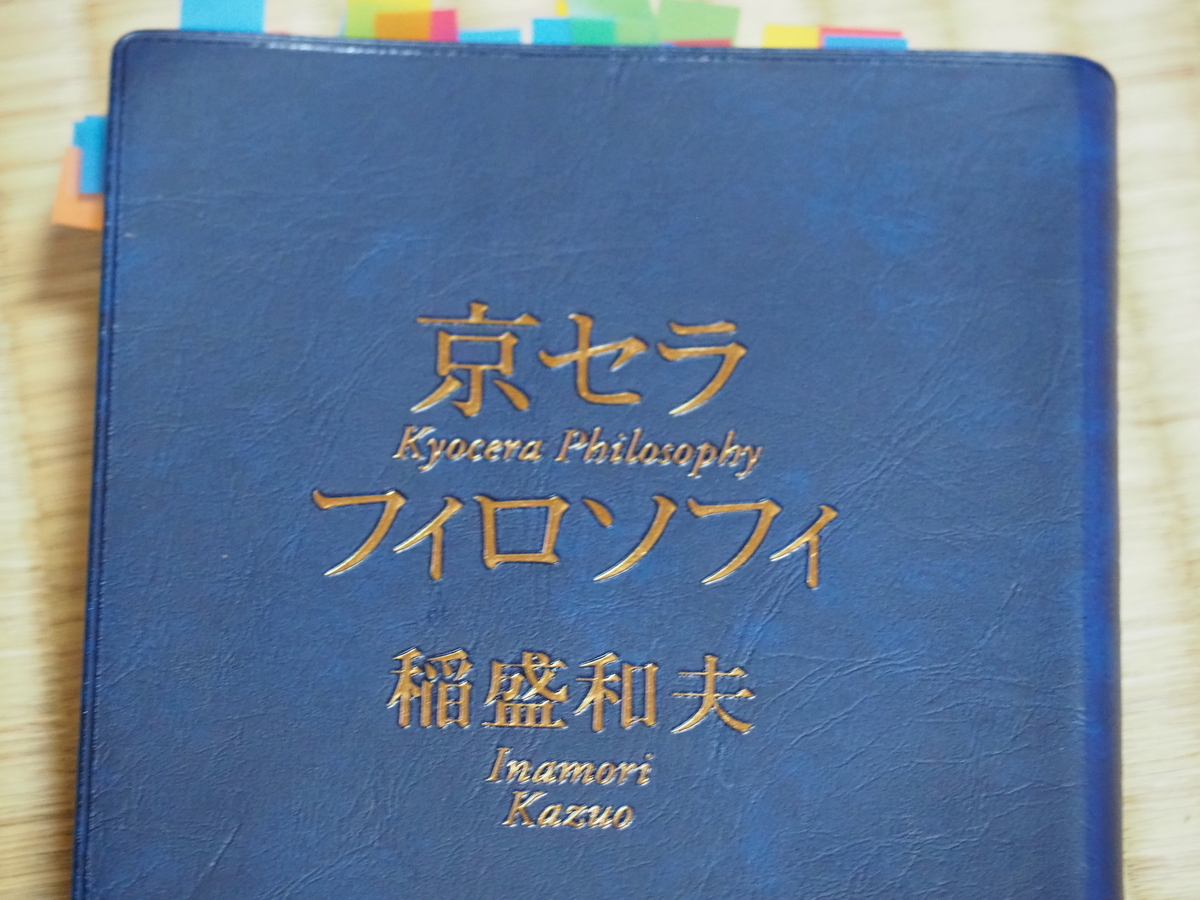 京セラ
Kyocera Philosophy
フィロソフィ
稲盛和夫
Inamori
Kazuo